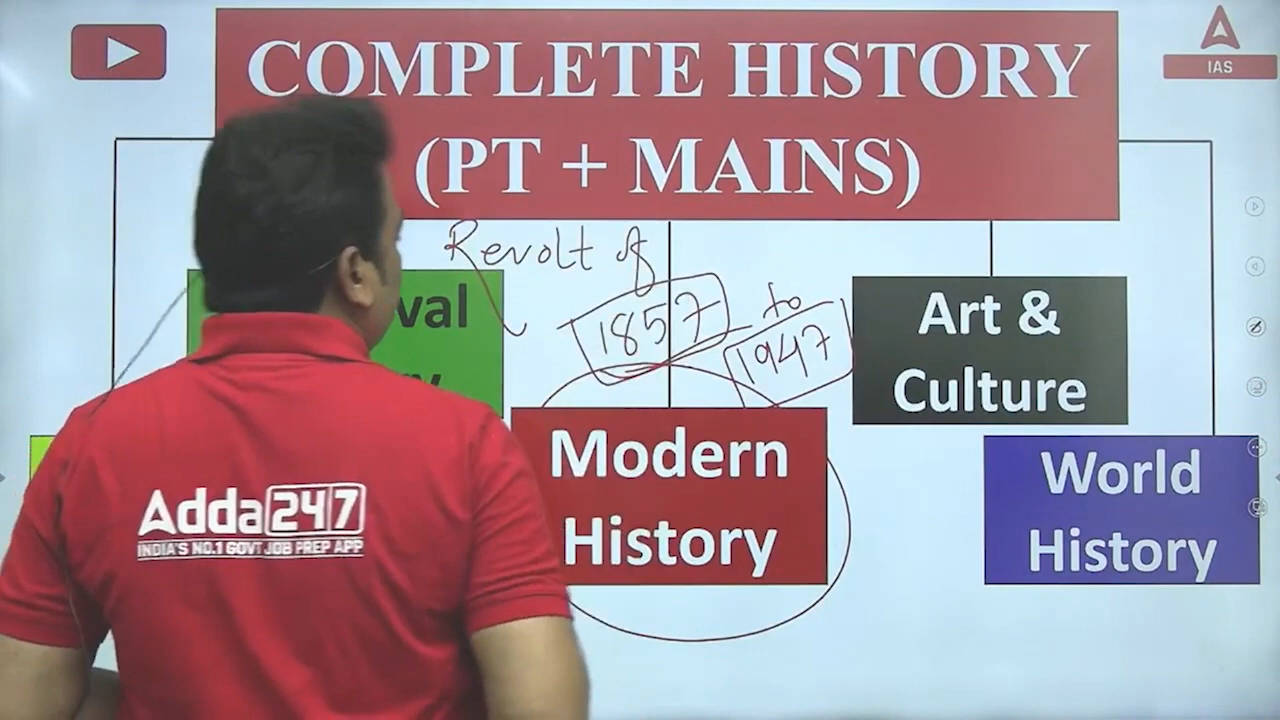 COMPLETE HISTORY
(PT + MAINS)
IAS
Revolt of
1857 to
1947
Art &
Culture
Modern
History
World
History
Adda247
INDIA'S NO.1 GOVT JOB PREP APP